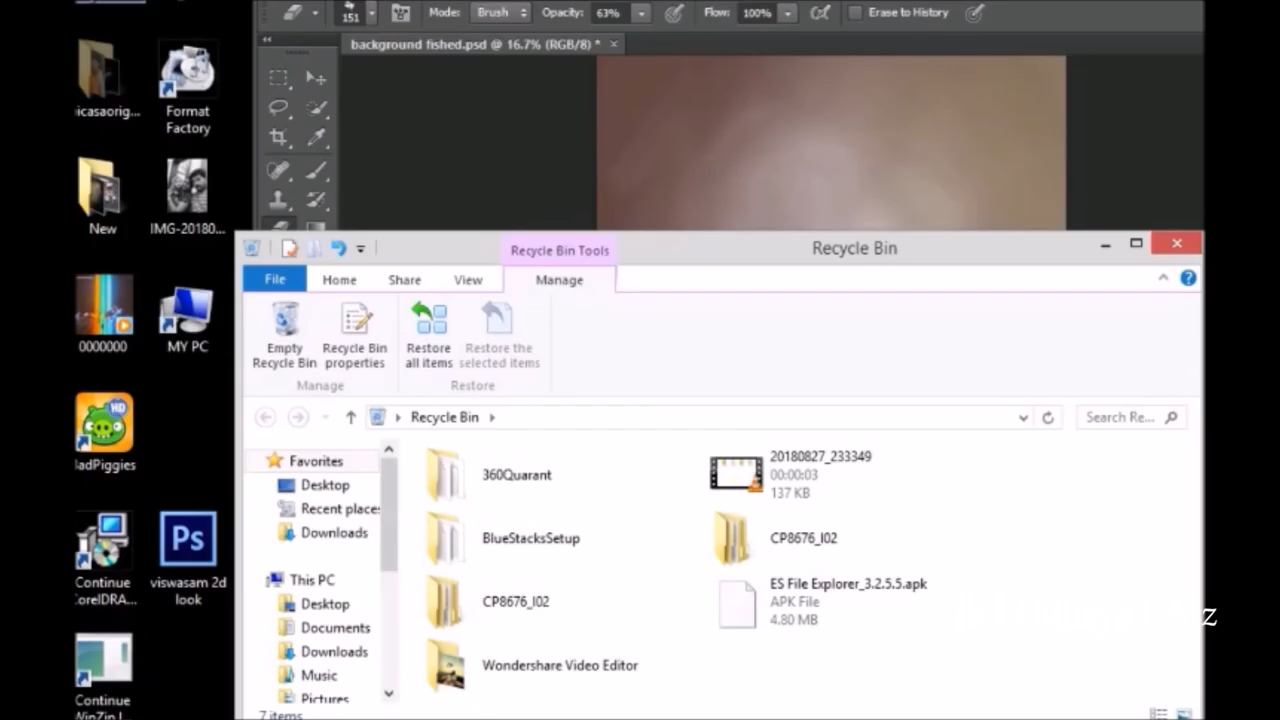 151
Mode:
Brush
Opacity:
63%
Flow:
100%
Erase to History
background fished.psd @ 16.7% (RGB/8) *
icasaorig...
Format
Factory
New
IMG-20180...
0000000
MY PC
adPiggies
Continue
CorelDRA...
viswasam 2d
look
Continue
Recycle Bin Tools
Recycle Bin
File
Home
Share
View
Manage
Empty
Recycle Bin
Recycle Bin
properties
Restore
all items
Restore the
selected items
Manage
Restore
Recycle Bin
Search Re...
Favorites
Desktop
Recent places
Downloads
This PC
Desktop
Documents
Downloads
Music
Pictures
360Quarant
BlueStacksSetup
CP8676_I02
Wondershare Video Editor
20180827_233349
00:00:03
137 KB
CP8676_I02
ES File Explorer_3.2.5.5.apk
APK File
4.80 MB
7 items
Ps
HD